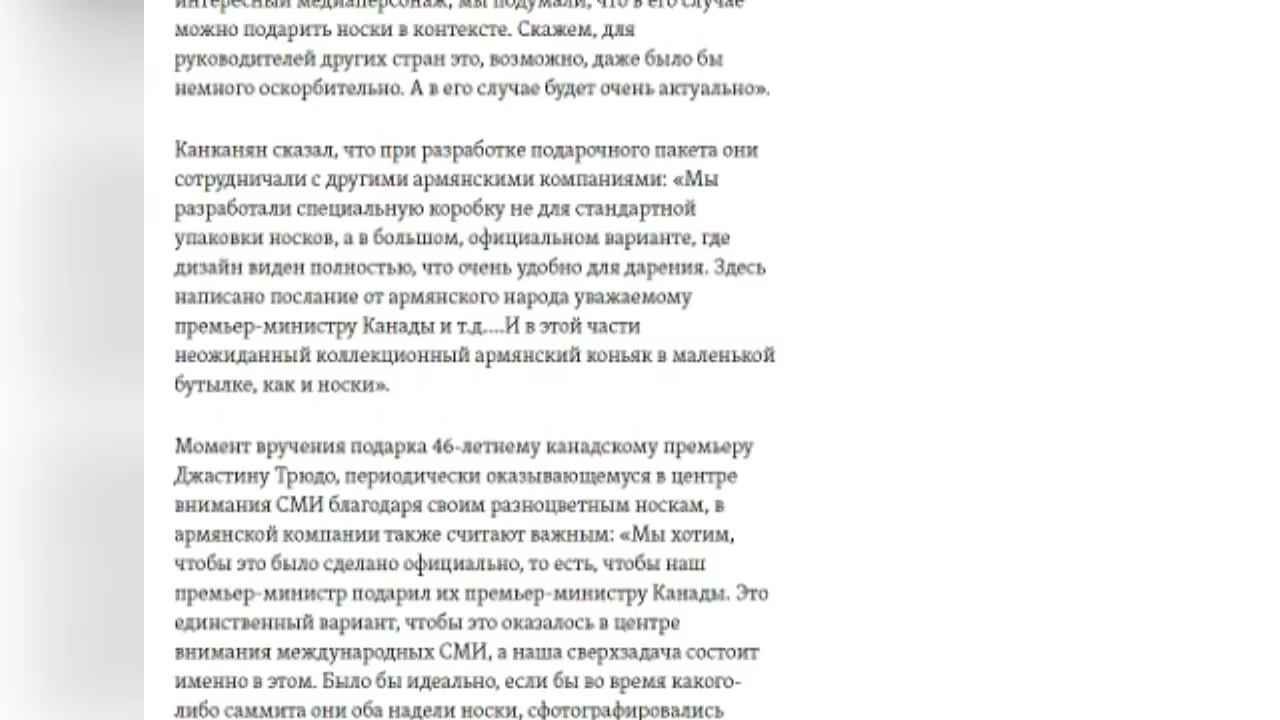 интересный медиаперсонаж, мы подумали, что в его случае
можно подарить носки в контексте. Скажем, для
руководителей других стран это, возможно, даже было бы
немного оскорбительно. А в его случае будет очень актуально».
Канканян сказал, что при разработке подарочного пакета они
сотрудничали с другими армянскими компаниями: «Мы
разработали специальную коробку не для стандартной
упаковки носков, а в большом, официальном варианте, где
дизайн виден полностью, что очень удобно для дарения. Здесь
написано послание от армянского народа уважаемому
премьер-министру Канады и т.д....И в этой части
неожиданный коллекционный армянский коньяк в маленькой
бутылке, как и носки».
Момент вручения подарка 46-летнему канадскому премьеру
Джастину Трюдо, периодически оказывающемуся в центре
внимания СМИ благодаря своим разноцветным носкам, в
армянской компании также считают важным: «Мы хотим,
чтобы это было сделано официально, то есть, чтобы наш
премьер-министр подарил их премьер-министру Канады. Это
единственный вариант, чтобы это оказалось в центре
внимания международных СМИ, а наша сверхзадача состоит
именно в этом. Было бы идеально, если бы во время какого-
либо саммита они оба надели носки, сфотографировались